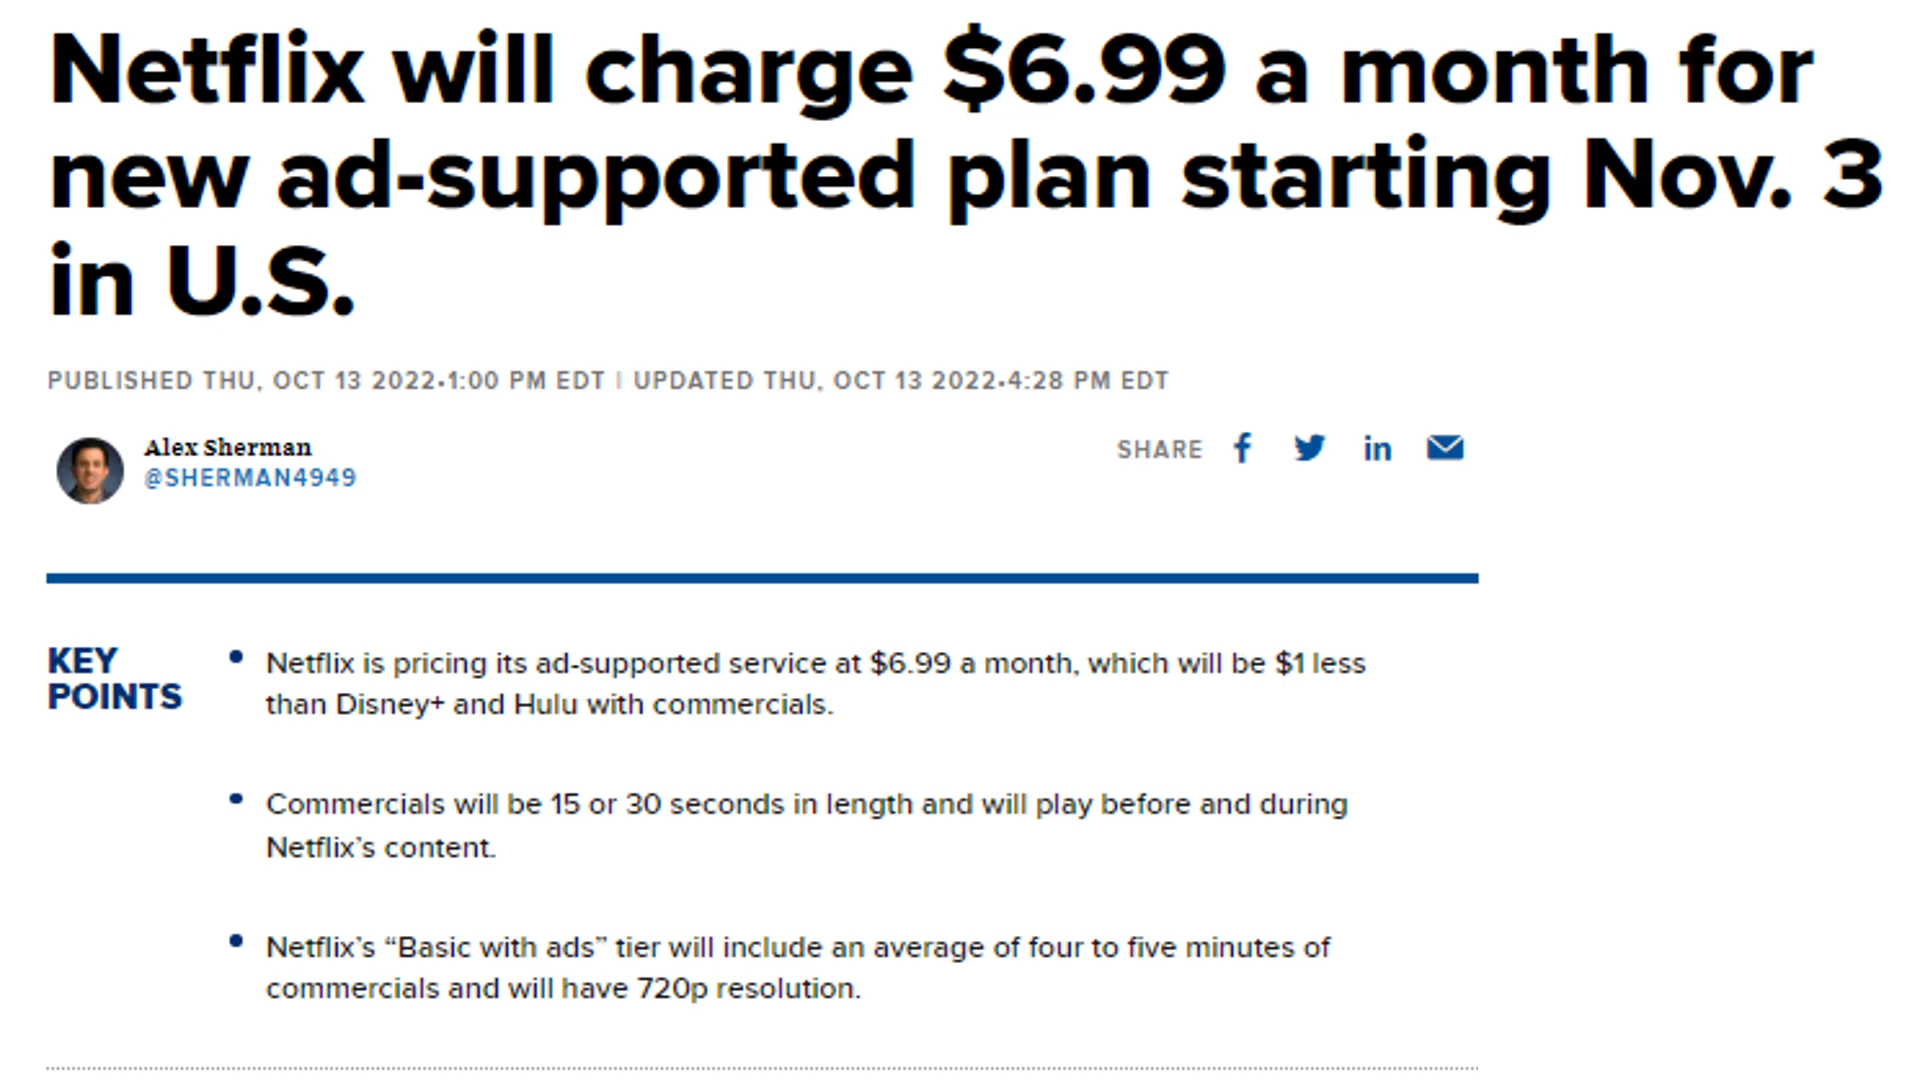 Netflix will charge $6.99 a month for
new ad-supported plan starting Nov. 3
in U.S.
PUBLISHED THU, OCT 13 2022•1:00 PM EDT | UPDATED THU, OCT 13 2022•4:28 PM EDT
Alex Sherman
@SHERMAN4949
SHARE
KEY
POINTS
• Netflix is pricing its ad-supported service at $6.99 a month, which will be $1 less
than Disney+ and Hulu with commercials.
• Commercials will be 15 or 30 seconds in length and will play before and during
Netflix’s content.
• Netflix’s “Basic with ads” tier will include an average of four to five minutes of
commercials and will have 720p resolution.